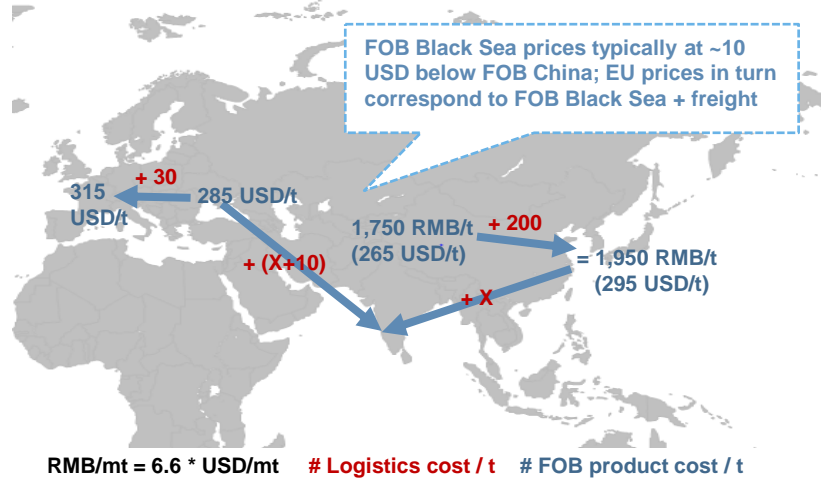 FOB Black Sea prices typically at ~10
USD below FOB China; EU prices in turn
correspond to FOB Black Sea + freight
+ 30
315
USD/t
285 USD/t
1,750 RMB/t
(265 USD/t)
+ 200
= 1,950 RMB/t
(295 USD/t)
+ (X+10)
+ X
RMB/mt = 6.6 * USD/mt # Logistics cost / t # FOB product cost / t